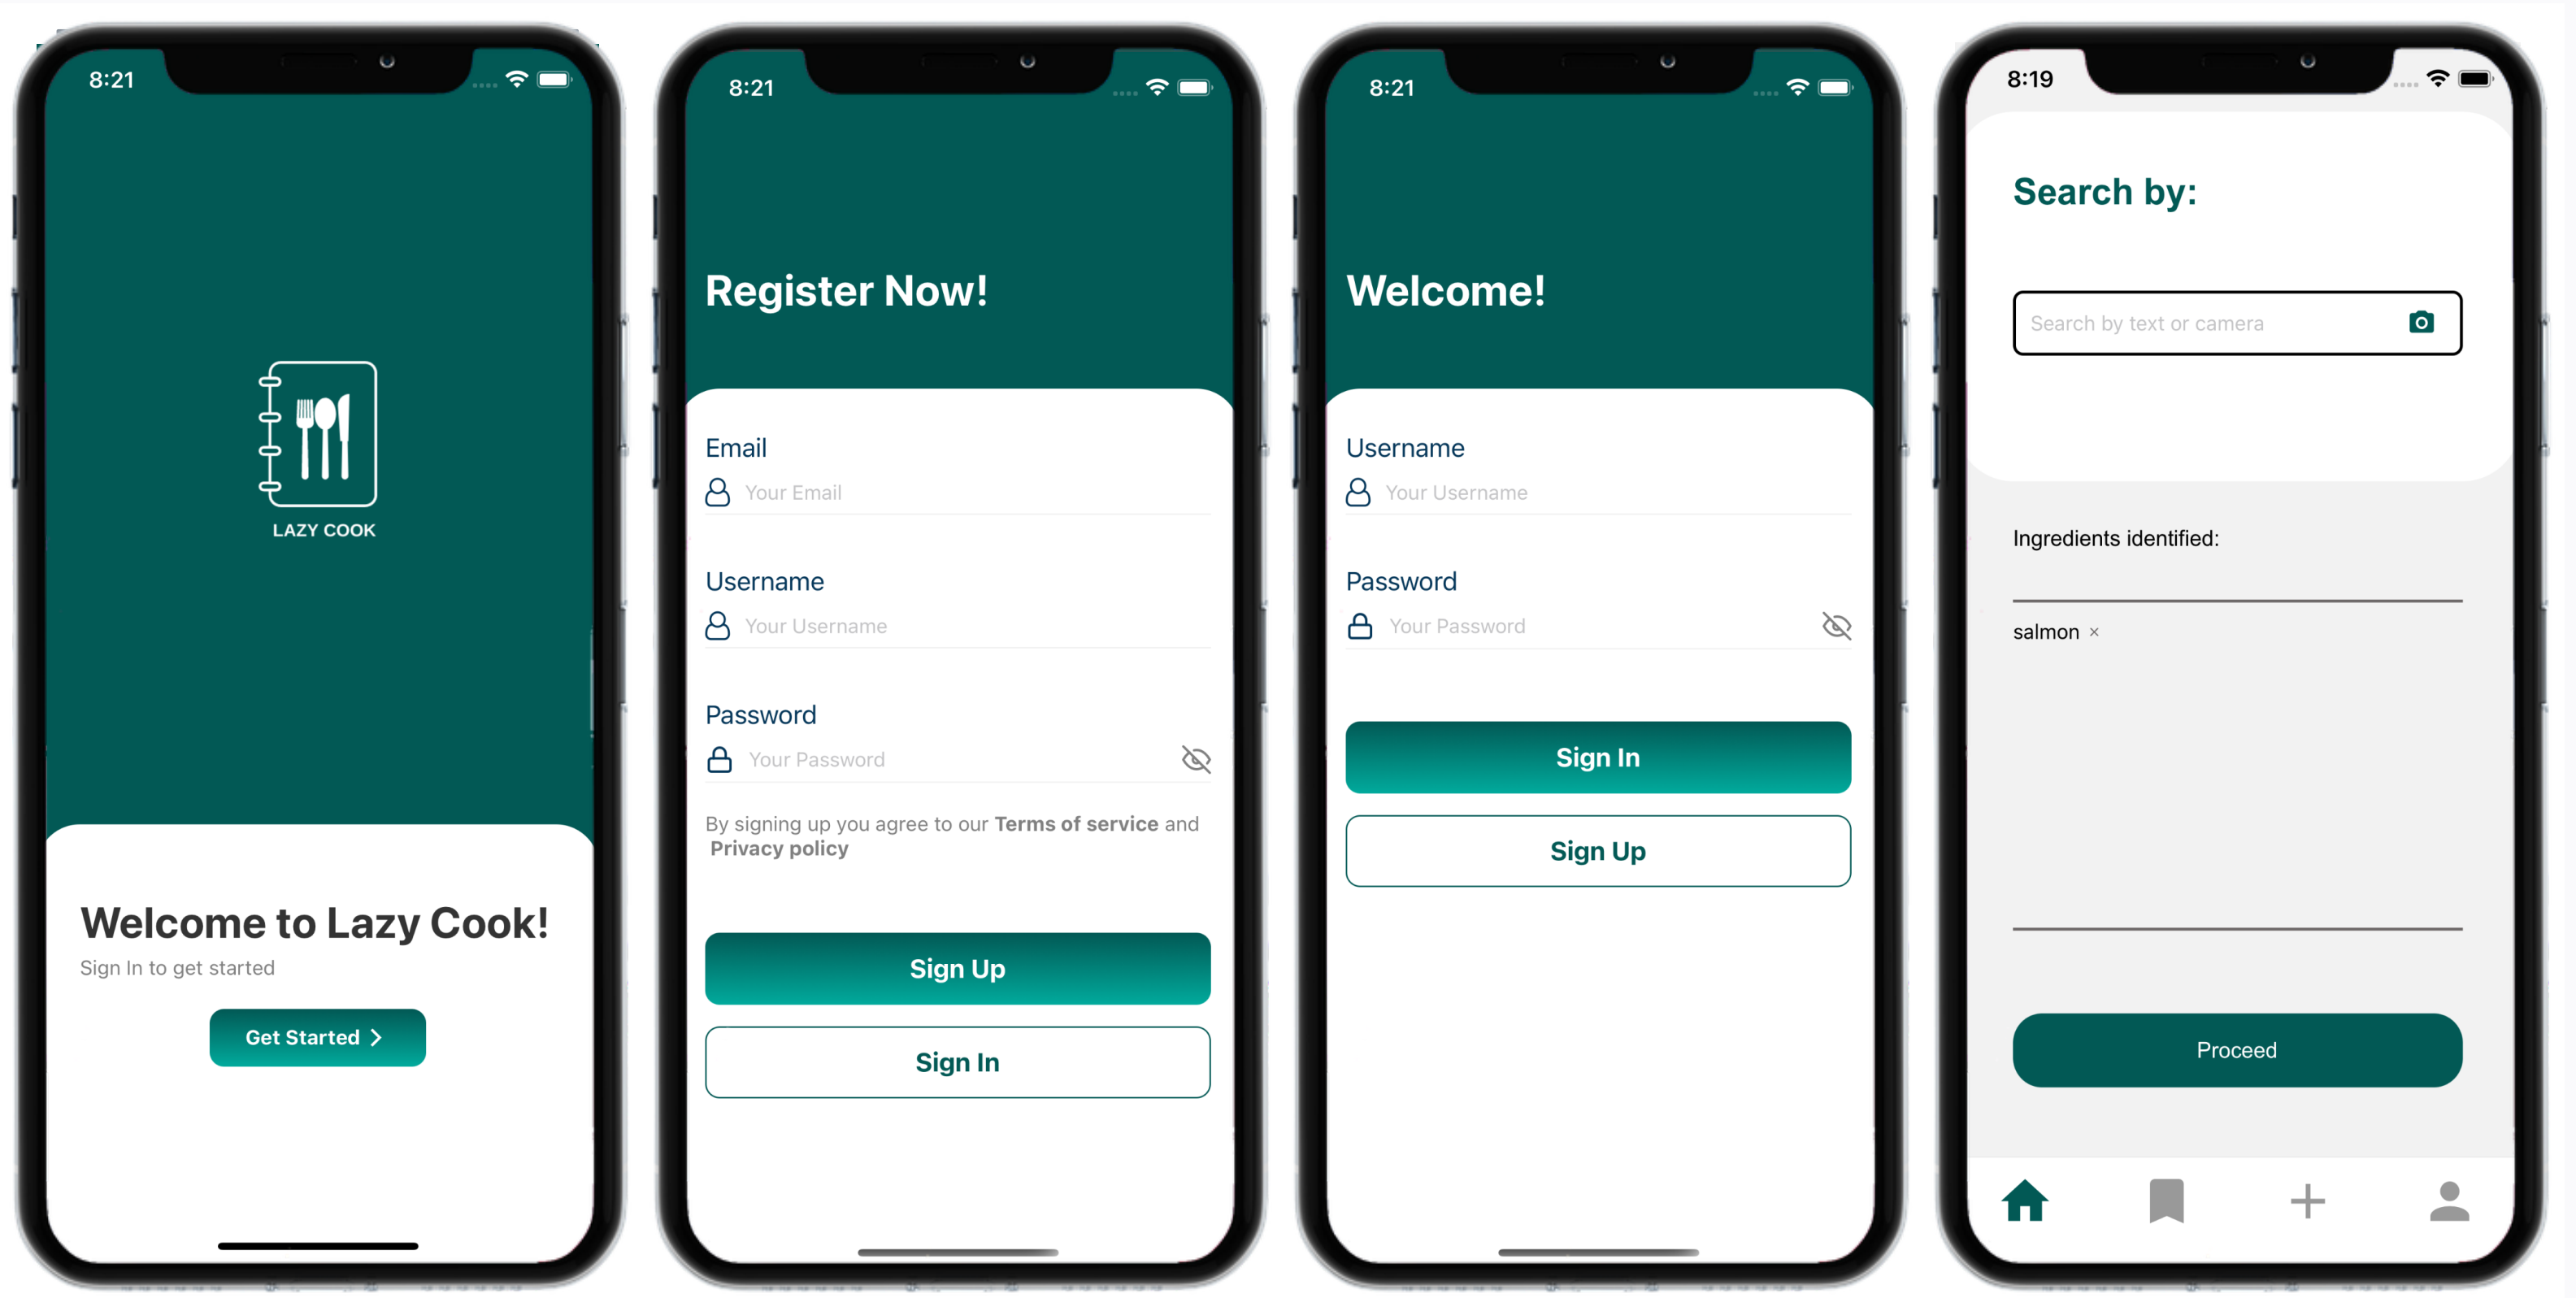 8:21
LAZY COOK
Welcome to Lazy Cook!
Sign In to get started
Get Started
8:21
Register Now!
Email
Your Email
Username
Your Username
Password
Your Password
By signing up you agree to our Terms of service and
Privacy policy
Sign Up
Sign In
8:21
Welcome!
Username
Your Username
Password
Your Password
Sign In
Sign Up
8:19
Search by:
Search by text or camera
Ingredients identified:
salmon ×
Proceed